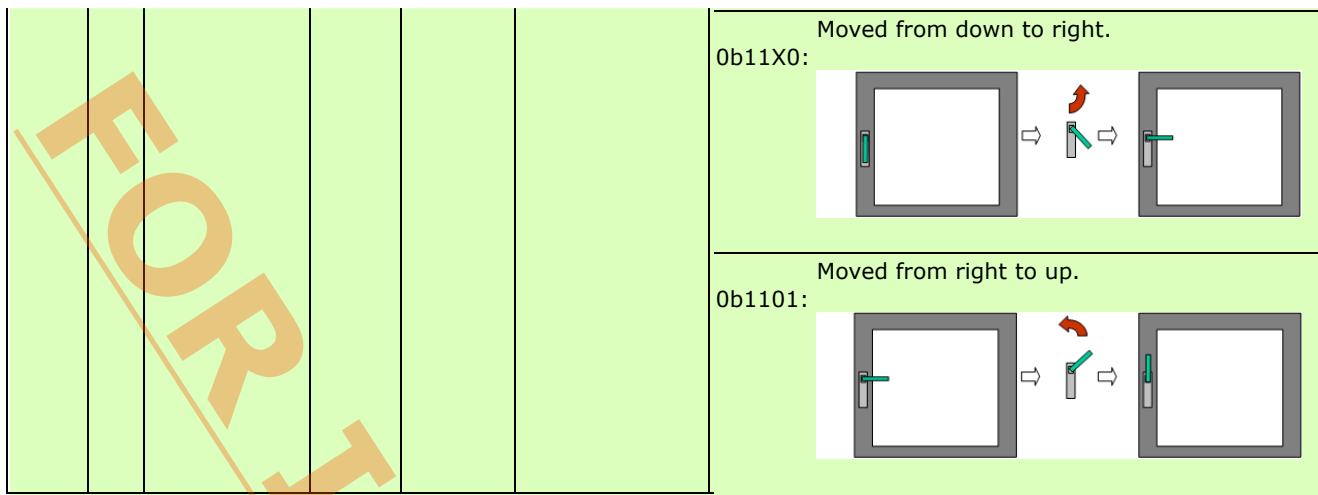 Moved from down to right.
0b11X0:
Moved from right to up.
0b1101:
FOR